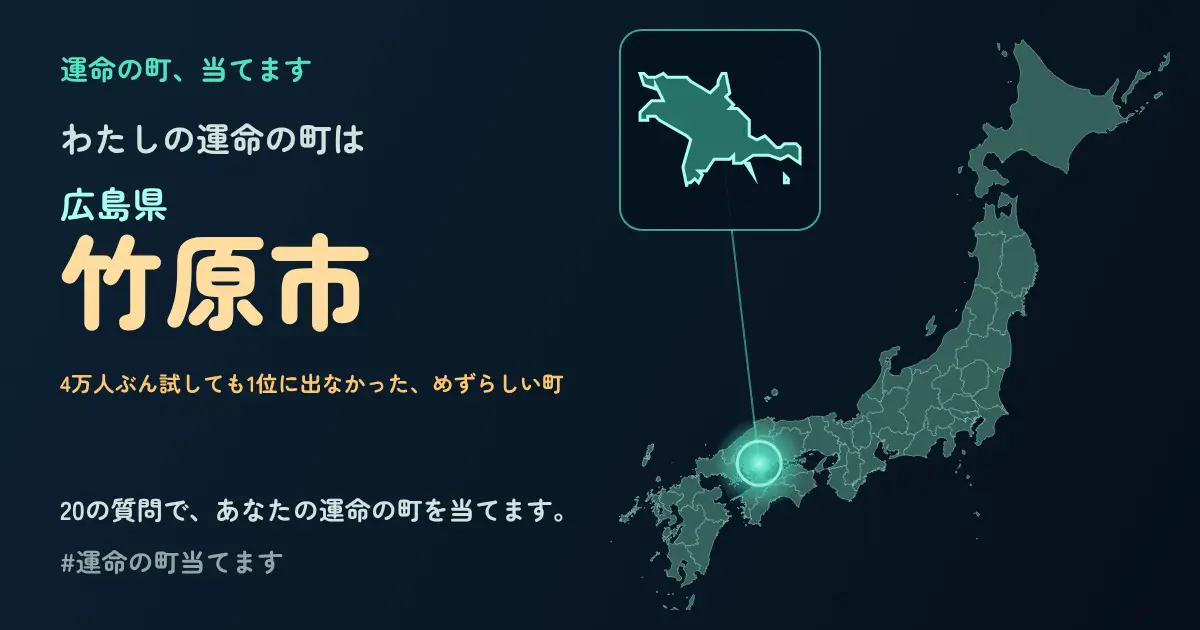 運命の町、当てます
わたしの運命の町は
広島県
竹原市
4万人ぶん試しても1位に出なかった、めずらしい町
20の質問で、あなたの運命の町を当てます。
#運命の町当てます